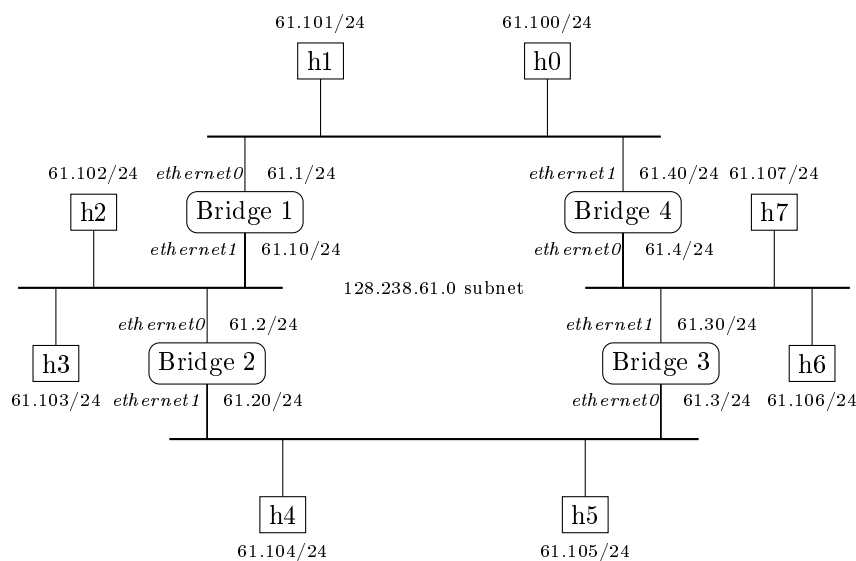 61.101/24 61.100/24
h1 h0
61.102/24 ethernet0 61.1/24 ethernet1 61.40/24 61.107/24
h2 Bridge 1 Bridge 4 h7
ethernet1 61.10/24 ethernet0 61.4/24
128.238.61.0 subnet
ethernet0 61.2/24 ethernet1 61.30/24
h3 Bridge 2 Bridge 3 h6
61.103/24 ethernet1 61.20/24 ethernet0 61.3/24 61.106/24
h4 h5
61.104/24 61.105/24